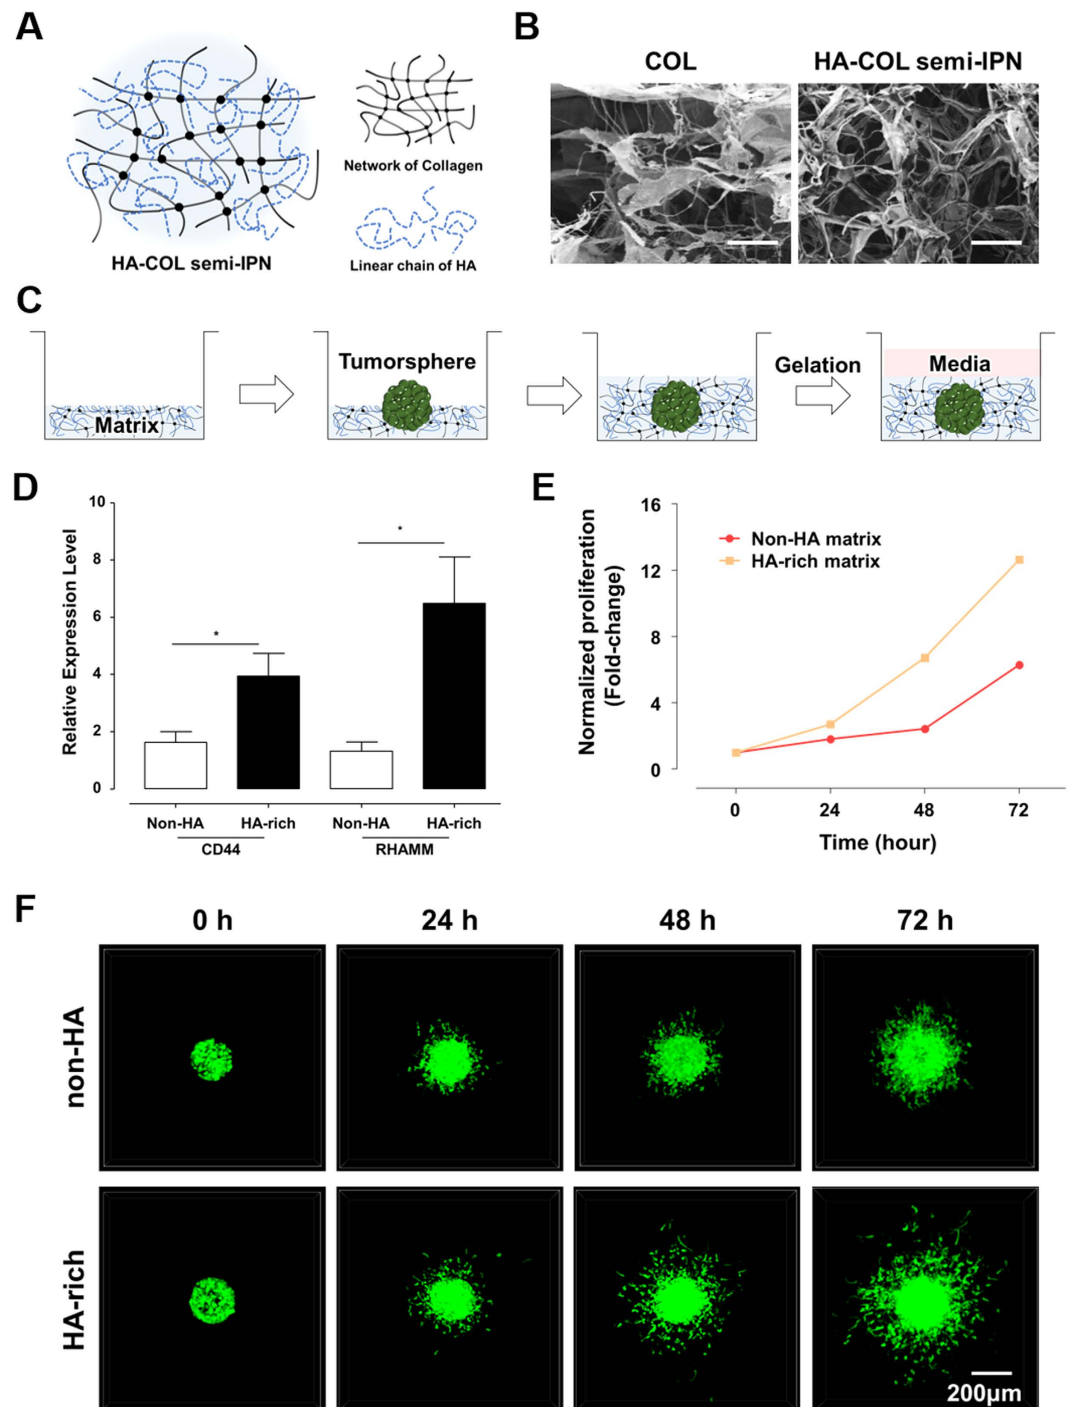 A
HA-COL semi-IPN
Network of Collagen
Linear chain of HA
B
COL
HA-COL semi-IPN
C
Matrix
Tumorsphere
Gelation
Media
D
Relative Expression Level
10
8
6
4
2
0
*
*
Non-HA
HA-rich
Non-HA
HA-rich
CD44
RHAMM
E
Normalized proliferation
(Fold-change)
16
12
8
4
0
Non-HA matrix
HA-rich matrix
0
24
48
72
Time (hour)
F
0 h
24 h
48 h
72 h
non-HA
HA-rich
200μm